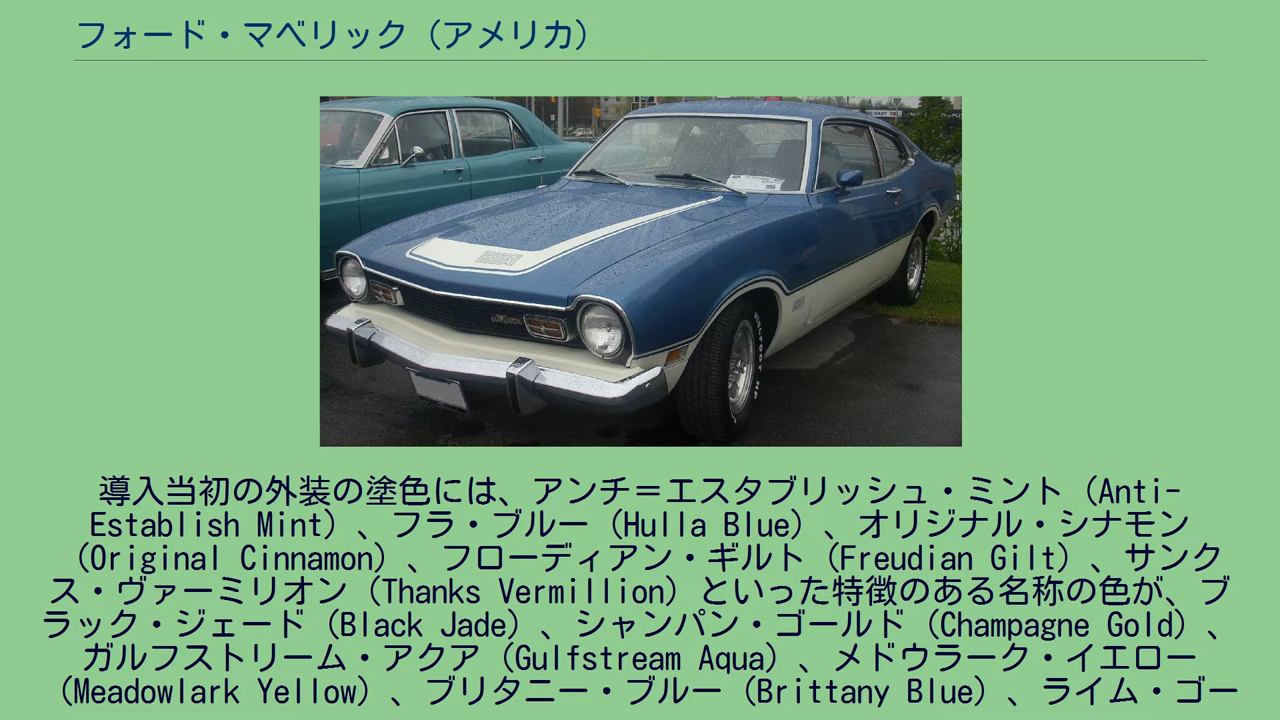 フォード・マベリック（アメリカ）
導入当初の外装の塗色には、アンチ＝エスタブリッシュ・ミント（Anti-
Establish Mint）、フラ・ブルー（Hulla Blue）、オリジナル・シナモン
（Original Cinnamon）、フローディアン・ギルト（Freudian Gilt）、サンク
ス・ヴァーミリオン（Thanks Vermillion）といった特徴のある名称の色が、ブ
ラック・ジェード（Black Jade）、シャンパン・ゴールド（Champagne Gold）、
ガルフストリーム・アクア（Gulfstream Aqua）、メドウラーク・イエロー
（Meadowlark Yellow）、ブリタニー・ブルー（Brittany Blue）、ライム・ゴー